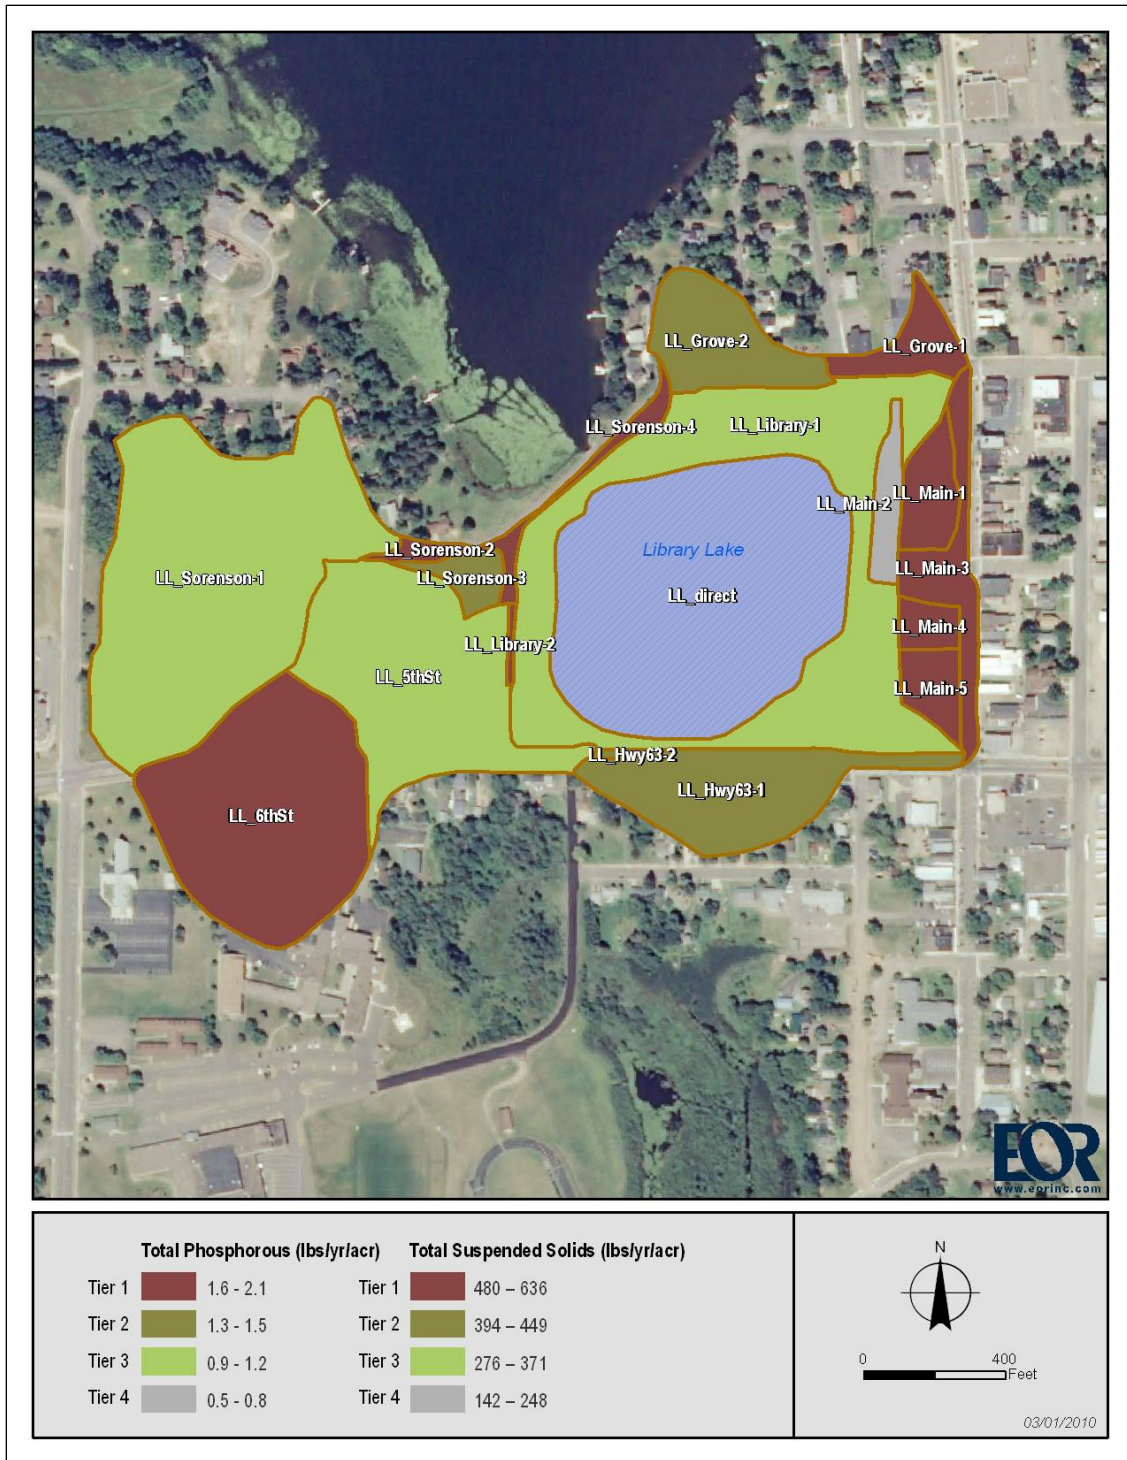 LL_Grove-2
LL_Grove-1
LL_Sorenson-4
LL_Library-1
LL_Main-1
LL_Main-2
Library Lake
LL_Sorenson-2
LL_Sorenson-3
LL_Sorenson-1
LL_Main-3
LL_direct
LL_Main-4
LL_Library-2
LL_5thSt
LL_Main-5
LL_Hwy63-2
LL_Hwy63-1
LL_6thSt
EOR
www.eorinc.com
Total Phosphorous (lbs/yr/acr) Total Suspended Solids (lbs/yr/acr)
Tier 1 1.6 - 2.1 Tier 1 480 – 636
Tier 2 1.3 - 1.5 Tier 2 394 – 449
Tier 3 0.9 - 1.2 Tier 3 276 – 371
Tier 4 0.5 - 0.8 Tier 4 142 – 248
N
0 400
Feet
03/01/2010